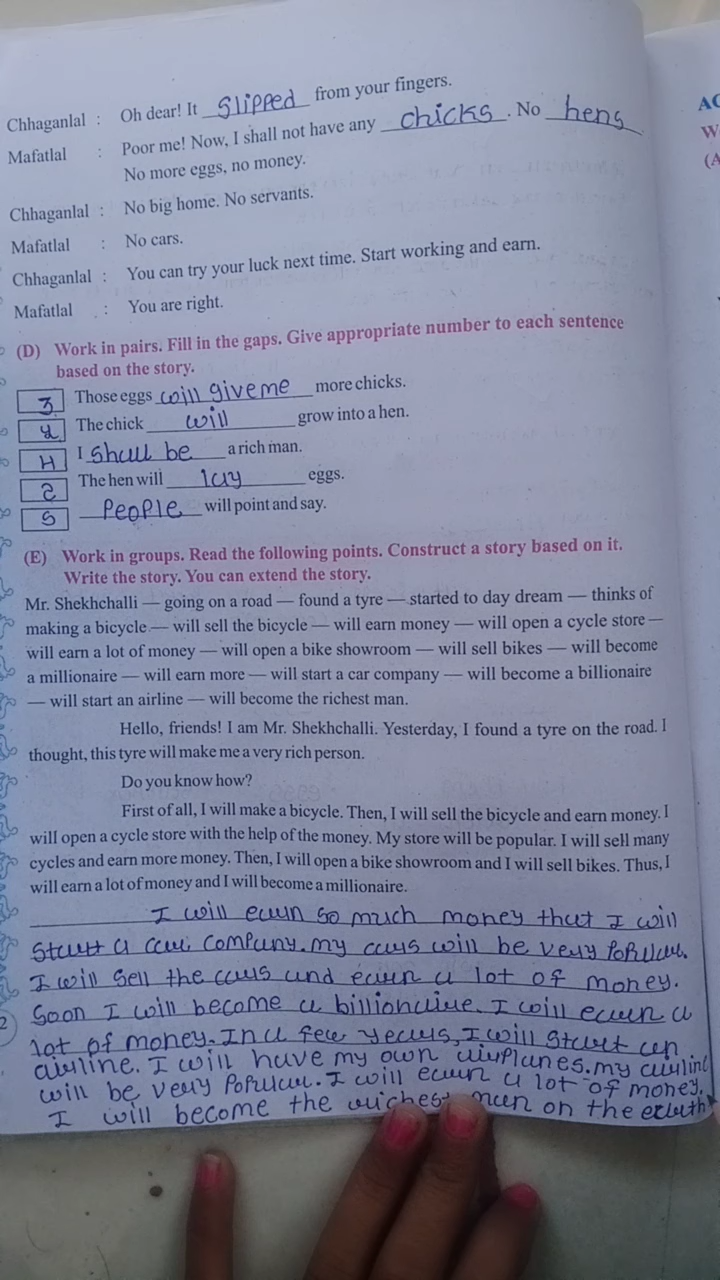 Chhaganlal : Oh dear! It slipped from your fingers.
Mafatlal : Poor me! Now, I shall not have any chicks. No hens
No more eggs, no money.
Chhaganlal : No big home. No servants.
Mafatlal : No cars.
Chhaganlal : You can try your luck next time. Start working and earn.
Mafatlal : You are right.
(D) Work in pairs. Fill in the gaps. Give appropriate number to each sentence
based on the story.
3 Those eggs will give me more chicks.
The chick will grow into a hen.
4 I shall be a rich man.
2 The hen will lay eggs.
5 People will point and say.
(E) Work in groups. Read the following points. Construct a story based on it.
Write the story. You can extend the story.
Mr. Shekhchalli — going on a road — found a tyre — started to day dream — thinks of
making a bicycle — will sell the bicycle — will earn money — will open a cycle store —
will earn a lot of money — will open a bike showroom — will sell bikes — will become
a millionaire — will earn more — will start a car company — will become a billionaire
— will start an airline — will become the richest man.
Hello, friends! I am Mr. Shekhchalli. Yesterday, I found a tyre on the road. I
thought, this tyre will make me a very rich person.
Do you know how?
First of all, I will make a bicycle. Then, I will sell the bicycle and earn money. I
will open a cycle store with the help of the money. My store will be popular. I will sell many
cycles and earn more money. Then, I will open a bike showroom and I will sell bikes. Thus, I
will earn a lot of money and I will become a millionaire.
I will earn so much money that I will
start a car company. my cars will be very Popular.
I will sell the cars and earn a lot of money.
Soon I will become a billionaire. I will earn a
lot of money. In a few years, I will start an
airline. I will have my own airplanes. my airline
will be very Popular. I will earn a lot of money.
I will become the richest man on the earth
AC
W
(A
2